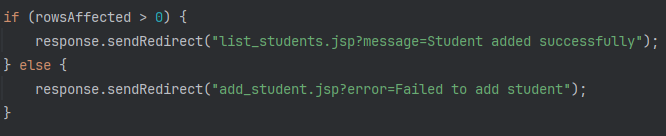 if (rowsAffected > 0) {
    response.sendRedirect("list_students.jsp?message=Student added successfully");
} else {
    response.sendRedirect("add_student.jsp?error=Failed to add student");
}